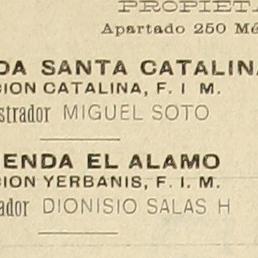 PROPIETA
Apartado 250 Mé
DA SANTA CATALINA
CION CATALINA, F. I M.
strador MIGUEL SOTO
ENDA EL ALAMO
CION YERBANIS, F. I. M.
ador DIONISIO SALAS H